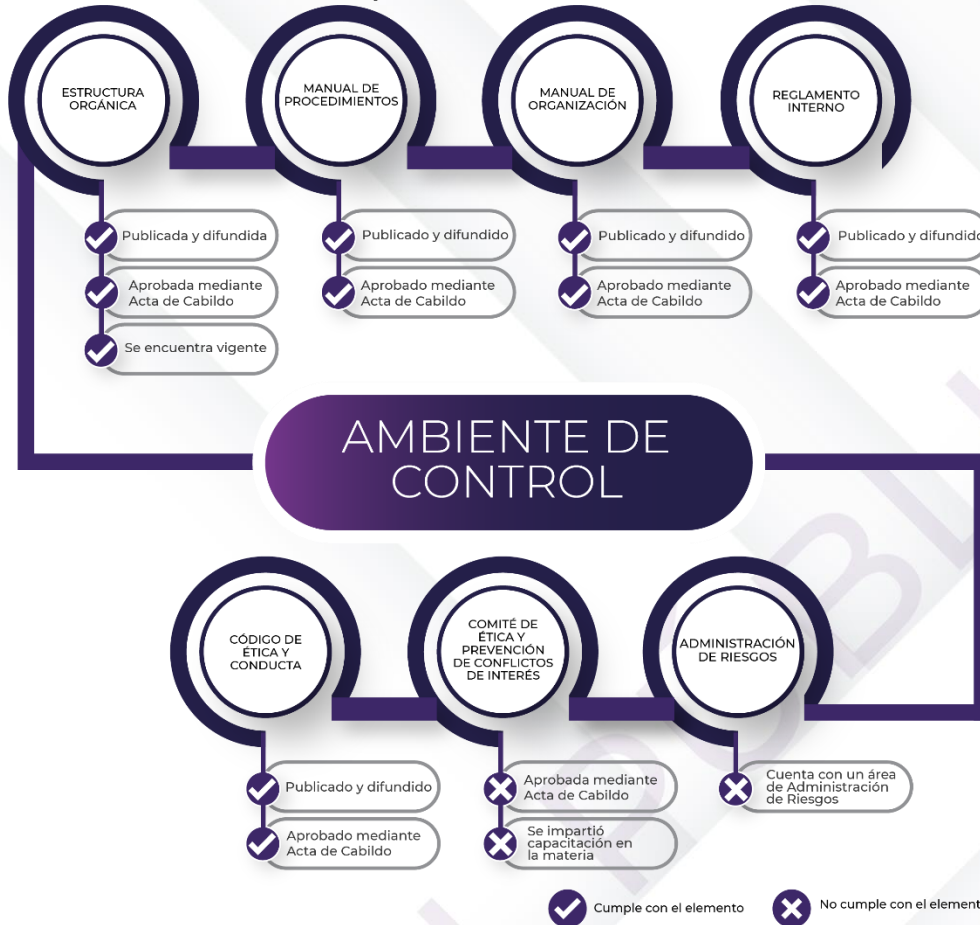 ESTRUCTURA
ORGÁNICA
MANUAL DE
PROCEDIMIENTOS
MANUAL DE
ORGANIZACIÓN
REGLAMENTO
INTERNO
Publicada y difundida
Aprobada mediante
Acta de Cabildo
Se encuentra vigente
Publicado y difundido
Aprobado mediante
Acta de Cabildo
Publicado y difundido
Aprobado mediante
Acta de Cabildo
Publicado y difundido
Aprobado mediante
Acta de Cabildo
AMBIENTE DE
CONTROL
CÓDIGO DE
ÉTICA Y
CONDUCTA
COMITÉ DE
ÉTICA Y
PREVENCIÓN
DE CONFLICTOS
DE INTERÉS
ADMINISTRACIÓN
DE RIESGOS
Publicado y difundido
Aprobado mediante
Acta de Cabildo
Aprobada mediante
Acta de Cabildo
Se impartió
capacitación en
la materia
Cuenta con un área
de Administración
de Riesgos
Cumple con el elemento
No cumple con el element